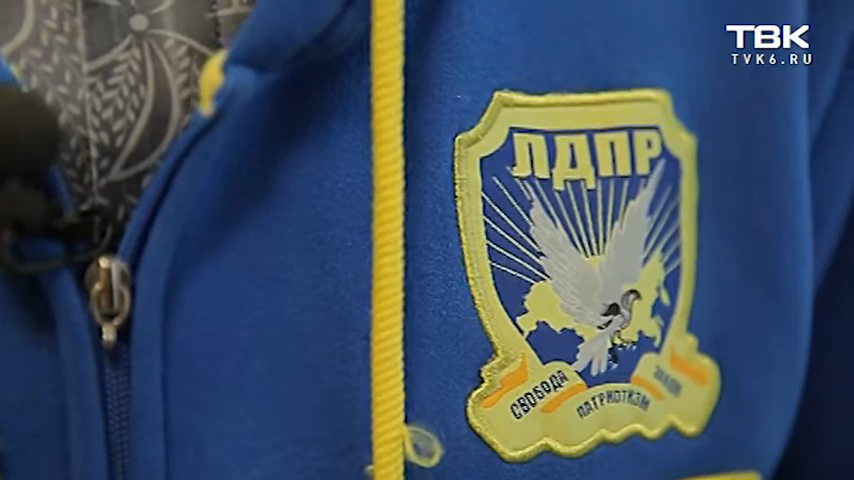 ТВК
TVK6.RU
ЛДПР
СВОБОДА
ПАТРИОТИЗМ
ЗАКОН